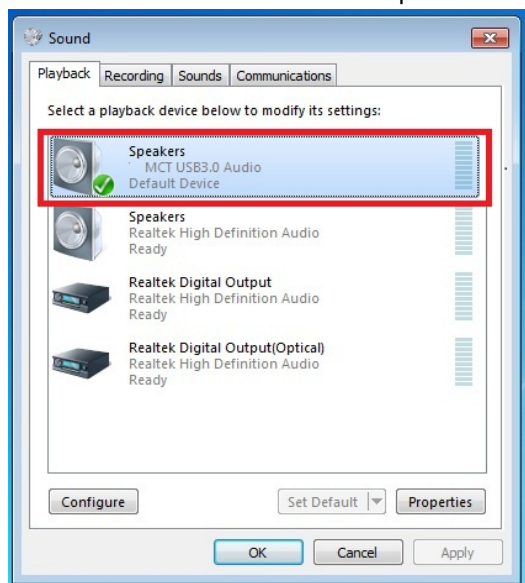 Sound
Playback Recording Sounds Communications
Select a playback device below to modify its settings:
Speakers
MCT USB3.0 Audio
Default Device
Speakers
Realtek High Definition Audio
Ready
Realtek Digital Output
Realtek High Definition Audio
Ready
Realtek Digital Output(Optical)
Realtek High Definition Audio
Ready
Configure Set Default Properties
OK Cancel Apply